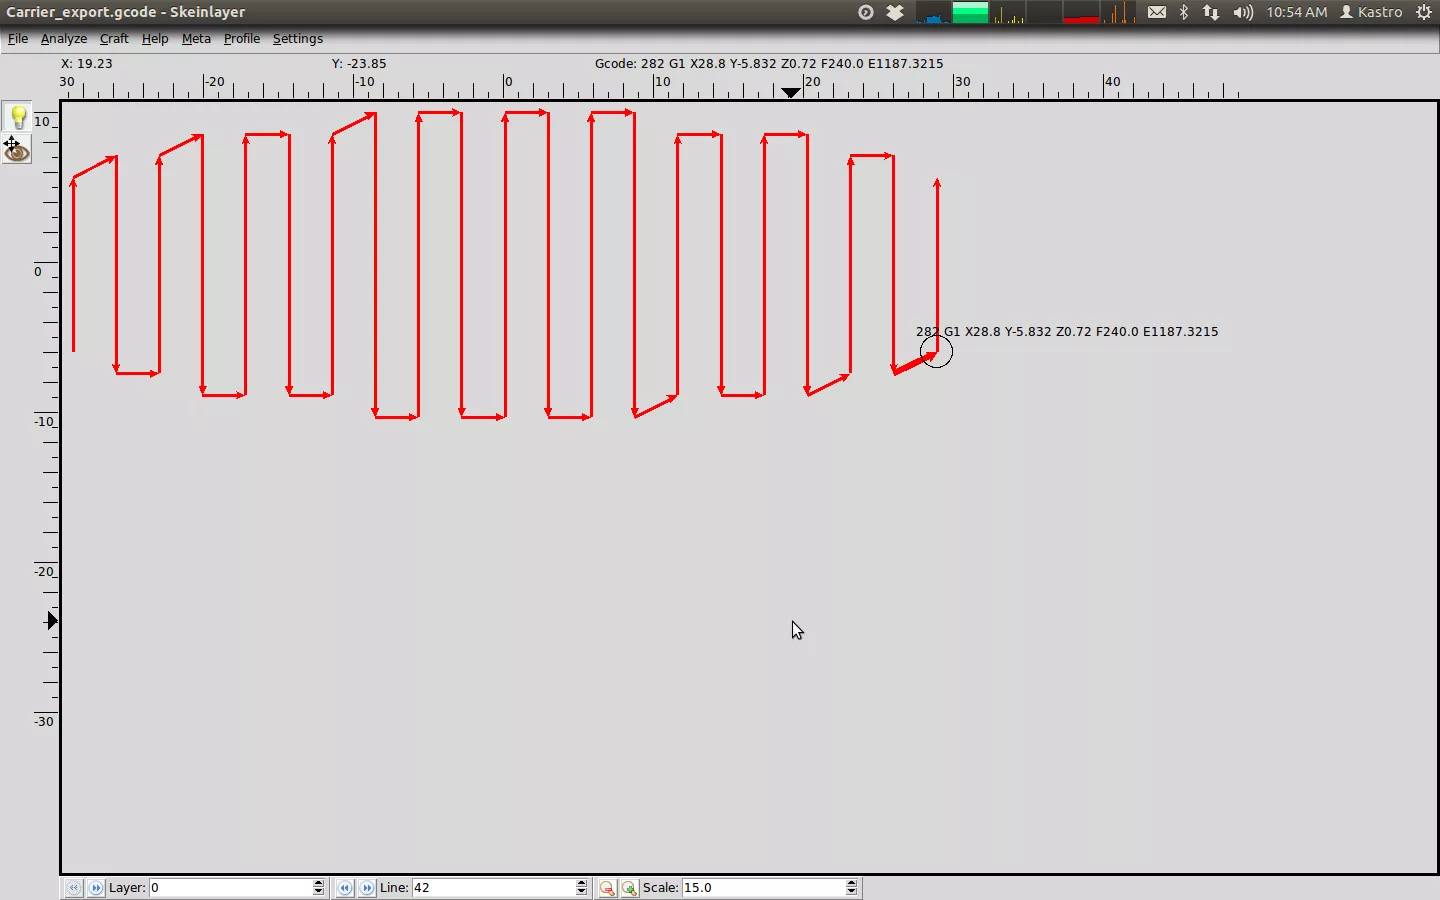 Carrier_export.gcode - Skeinlayer
10:54 AM Kastro
File Analyze Craft Help Meta Profile Settings
X: 19.23 Y: -23.85 Gcode: 282 G1 X28.8 Y-5.832 Z0.72 F240.0 E1187.3215
30 -20 -10 0 10 20 30 40
10
0
282 G1 X28.8 Y-5.832 Z0.72 F240.0 E1187.3215
-10
-20
-30
Layer: 0 Line: 42 Scale: 15.0